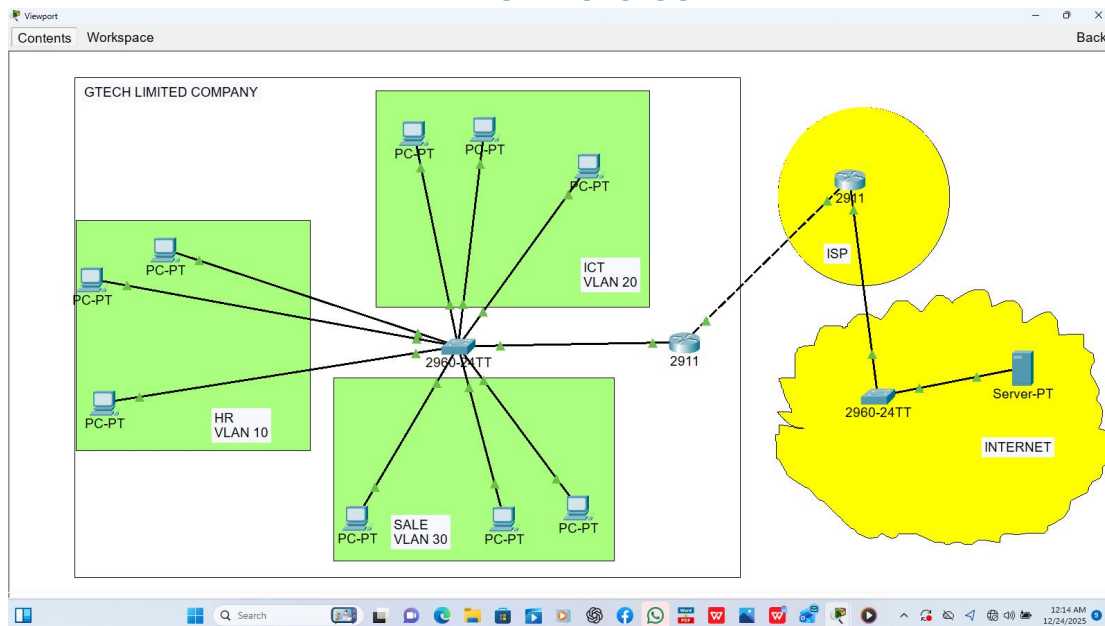 Viewport
Contents Workspace Back
GTECH LIMITED COMPANY
PC-PT
PC-PT
PC-PT
2911
ISP
ICT
VLAN 20
PC-PT
PC-PT
2960-24TT
2911
PC-PT
HR
VLAN 10
Server-PT
2960-24TT
INTERNET
PC-PT
SALE
VLAN 30
PC-PT
PC-PT
Search
12:14 AM
12/24/2025